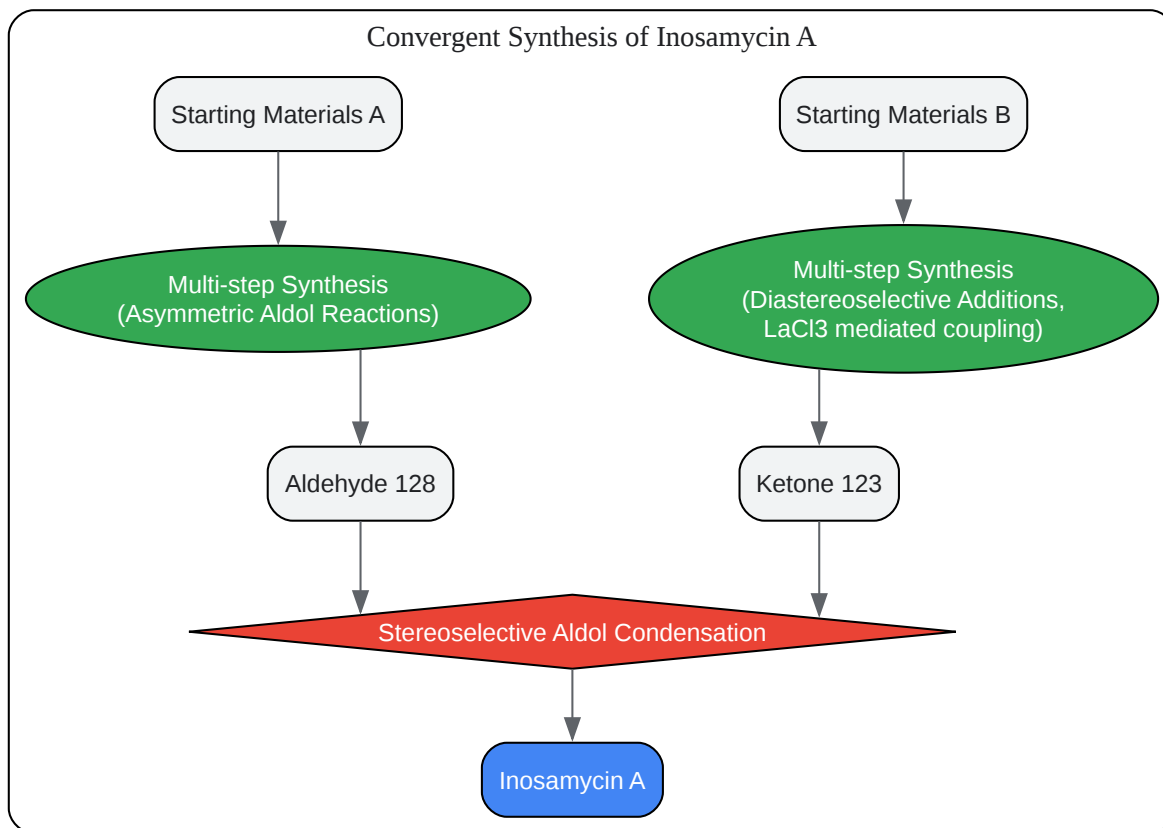 Convergent Synthesis of Inosamycin A
Starting Materials A
Starting Materials B
Multi-step Synthesis
(Asymmetric Aldol Reactions)
Multi-step Synthesis
(Diastereoselective Additions,
LaCl3 mediated coupling)
Aldehyde 128
Ketone 123
Stereoselective Aldol Condensation
Inosamycin A